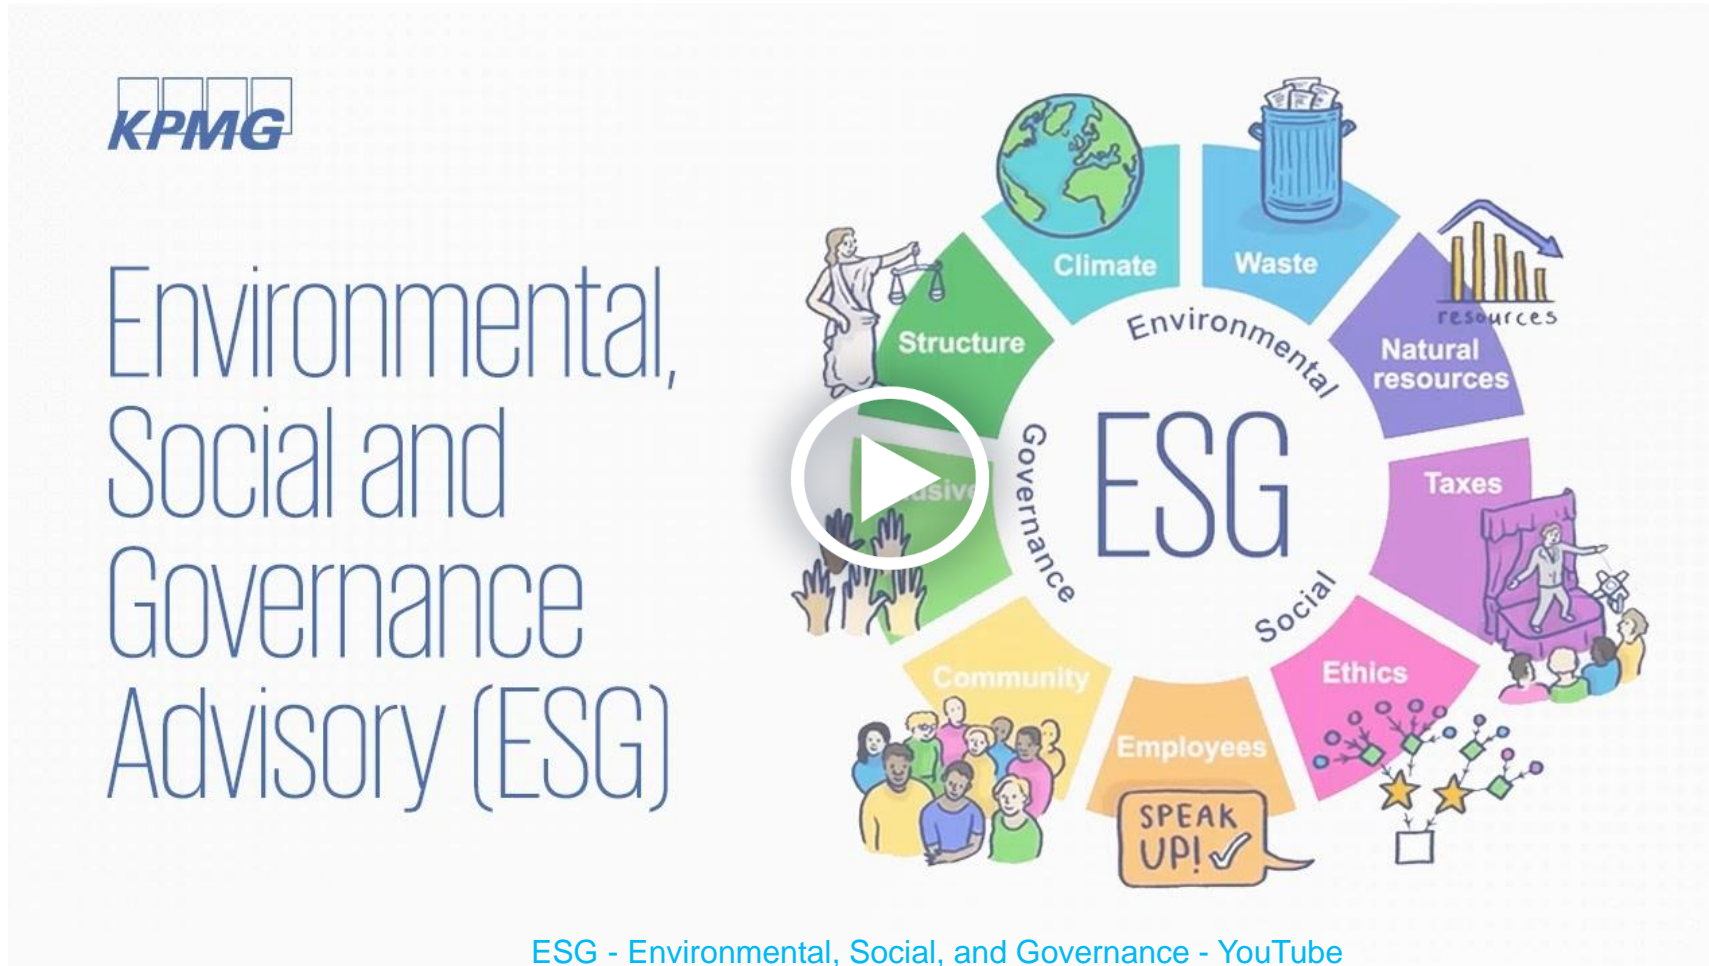 KPMG
Environmental,
Social and
Governance
Advisory (ESG)
Climate
Waste
resources
Natural
resources
Structure
Environmental
ESG
Governance
Social
Taxes
Ethics
Community
Employees
SPEAK
UP!
ESG - Environmental, Social, and Governance - YouTube